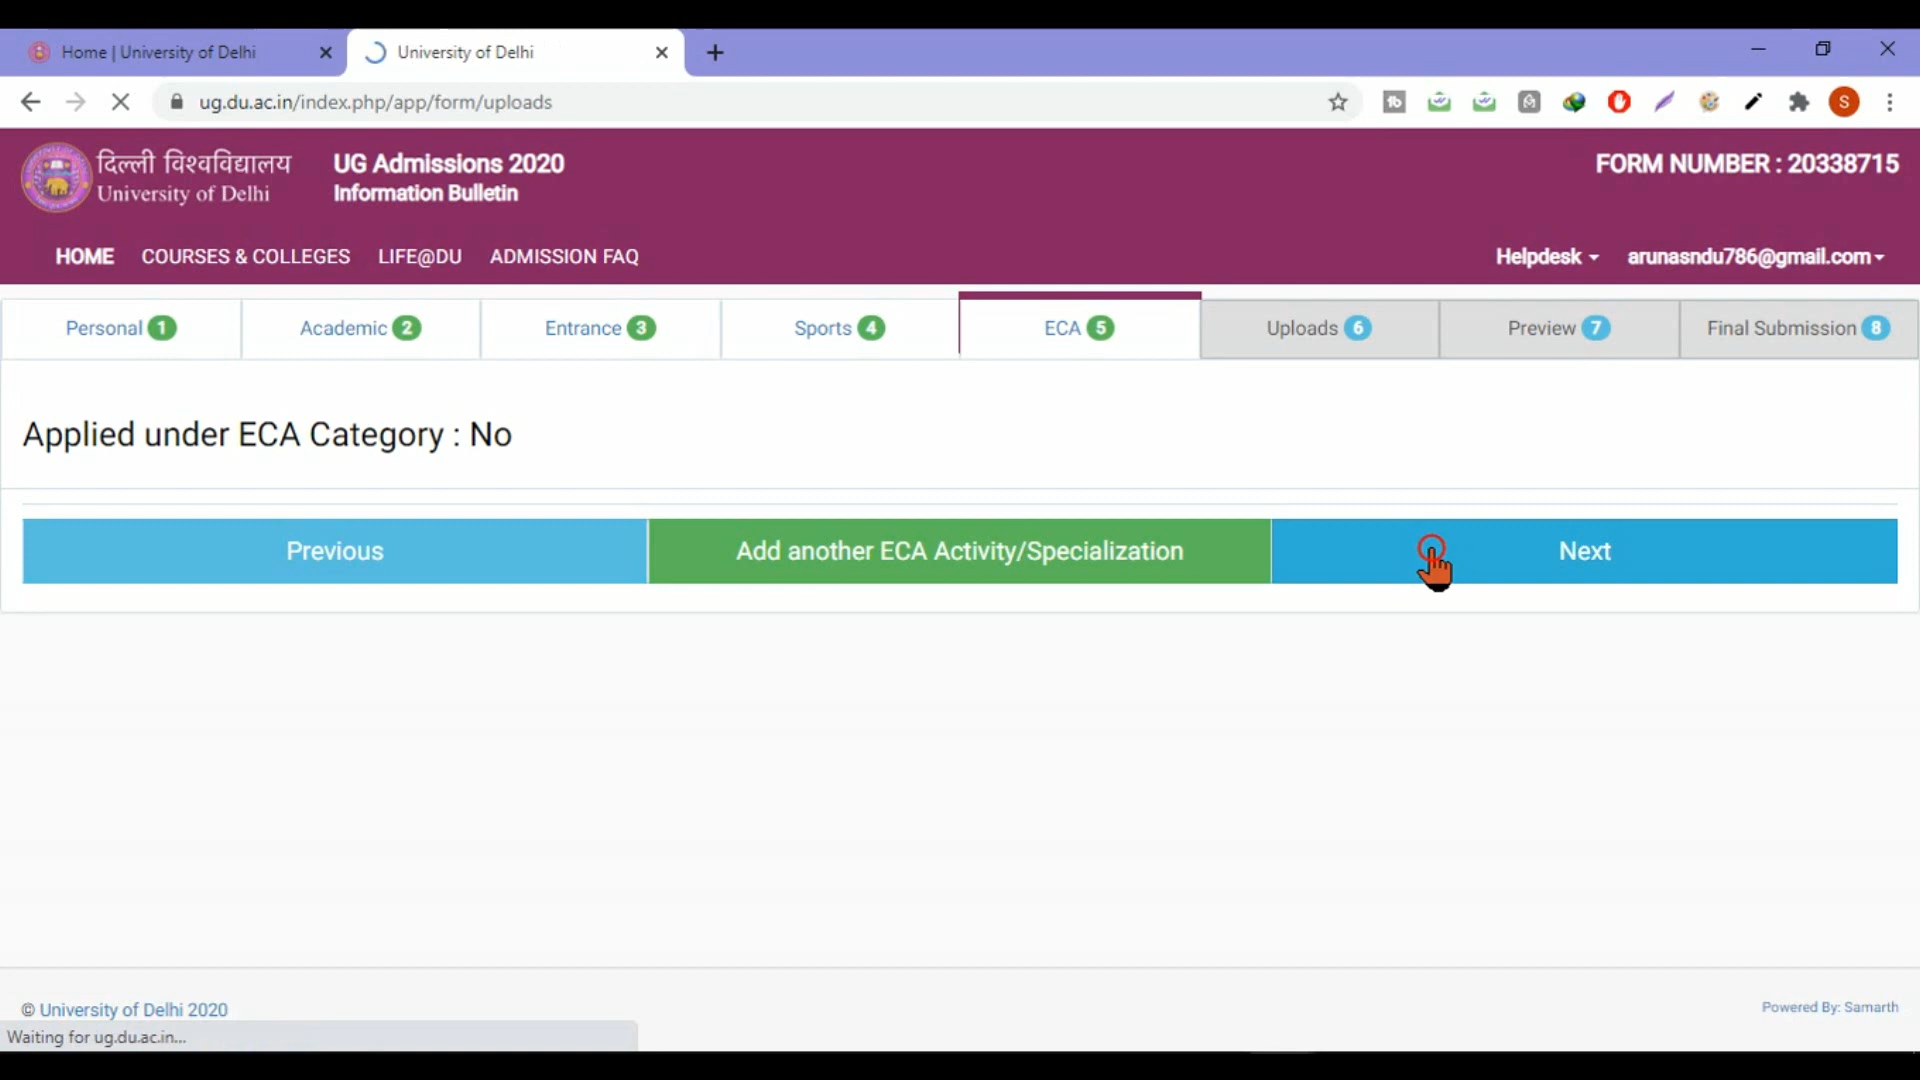 Home | University of Delhi
University of Delhi
ug.du.ac.in/index.php/app/form/uploads
S
दिल्ली विश्वविद्यालय
University of Delhi
UG Admissions 2020
Information Bulletin
FORM NUMBER : 20338715
HOME COURSES & COLLEGES LIFE@DU ADMISSION FAQ
Helpdesk arunasndu786@gmail.com
Personal 1 Academic 2 Entrance 3 Sports 4 ECA 5 Uploads 6 Preview 7 Final Submission 8
Applied under ECA Category : No
Previous Add another ECA Activity/Specialization Next
© University of Delhi 2020
Powered By: Samarth
Waiting for ug.du.ac.in...